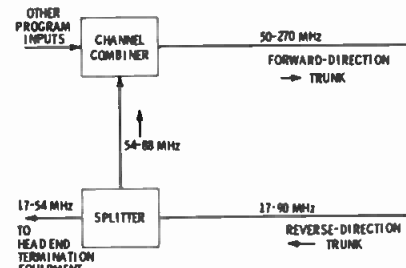 OTHER
PROGRAM
INPUTS
CHANNEL
COMBINER
50-270 MHz
FORWARD-DIRECTION
TRUNK
54-88 MHz
17-54 MHz
TO
HEAD END
TERMINATION
EQUIPMENT
SPLITTER
17-90 MHz
REVERSE-DIRECTION
TRUNK